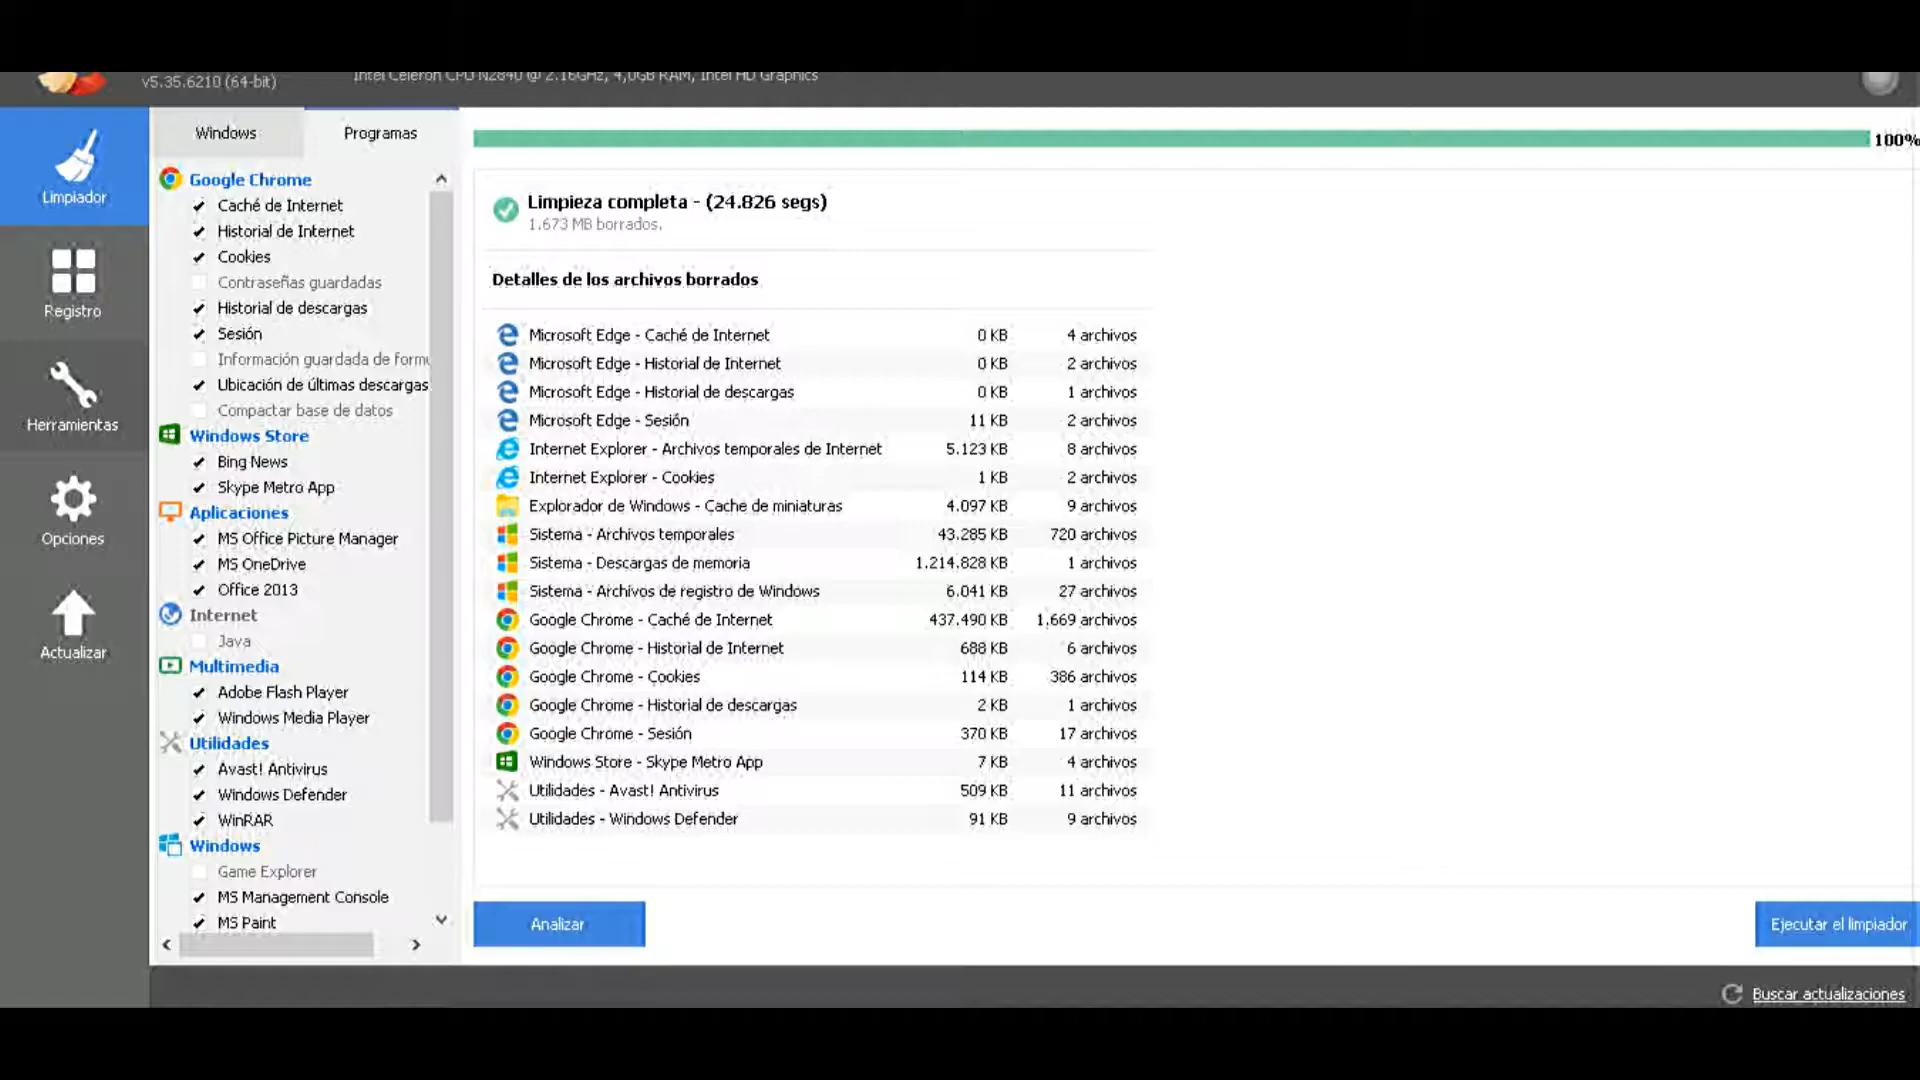 v5.35.6210 (64-bit)
Intel Celeron CPU N2840 @ 2.16GHz, 4,0GB RAM, Intel HD Graphics
Limpiador
Registro
Herramientas
Opciones
Actualizar
Windows
Programas
Google Chrome
Caché de Internet
Historial de Internet
Cookies
Contraseñas guardadas
Historial de descargas
Sesión
Información guardada de formu
Ubicación de últimas descargas
Compactar base de datos
Windows Store
Bing News
Skype Metro App
Aplicaciones
MS Office Picture Manager
MS OneDrive
Office 2013
Internet
Java
Multimedia
Adobe Flash Player
Windows Media Player
Utilidades
Avast! Antivirus
Windows Defender
WinRAR
Windows
Game Explorer
MS Management Console
MS Paint
100%
Limpieza completa - (24.826 segs)
1.673 MB borrados.
Detalles de los archivos borrados
Microsoft Edge - Caché de Internet 0 KB 4 archivos
Microsoft Edge - Historial de Internet 0 KB 2 archivos
Microsoft Edge - Historial de descargas 0 KB 1 archivos
Microsoft Edge - Sesión 11 KB 2 archivos
Internet Explorer - Archivos temporales de Internet 5.123 KB 8 archivos
Internet Explorer - Cookies 1 KB 2 archivos
Explorador de Windows - Cache de miniaturas 4.097 KB 9 archivos
Sistema - Archivos temporales 43.285 KB 720 archivos
Sistema - Descargas de memoria 1.214.828 KB 1 archivos
Sistema - Archivos de registro de Windows 6.041 KB 27 archivos
Google Chrome - Caché de Internet 437.490 KB 1,669 archivos
Google Chrome - Historial de Internet 688 KB 6 archivos
Google Chrome - Cookies 114 KB 386 archivos
Google Chrome - Historial de descargas 2 KB 1 archivos
Google Chrome - Sesión 370 KB 17 archivos
Windows Store - Skype Metro App 7 KB 4 archivos
Utilidades - Avast! Antivirus 509 KB 11 archivos
Utilidades - Windows Defender 91 KB 9 archivos
Analizar
Ejecutar el limpiador
Buscar actualizaciones